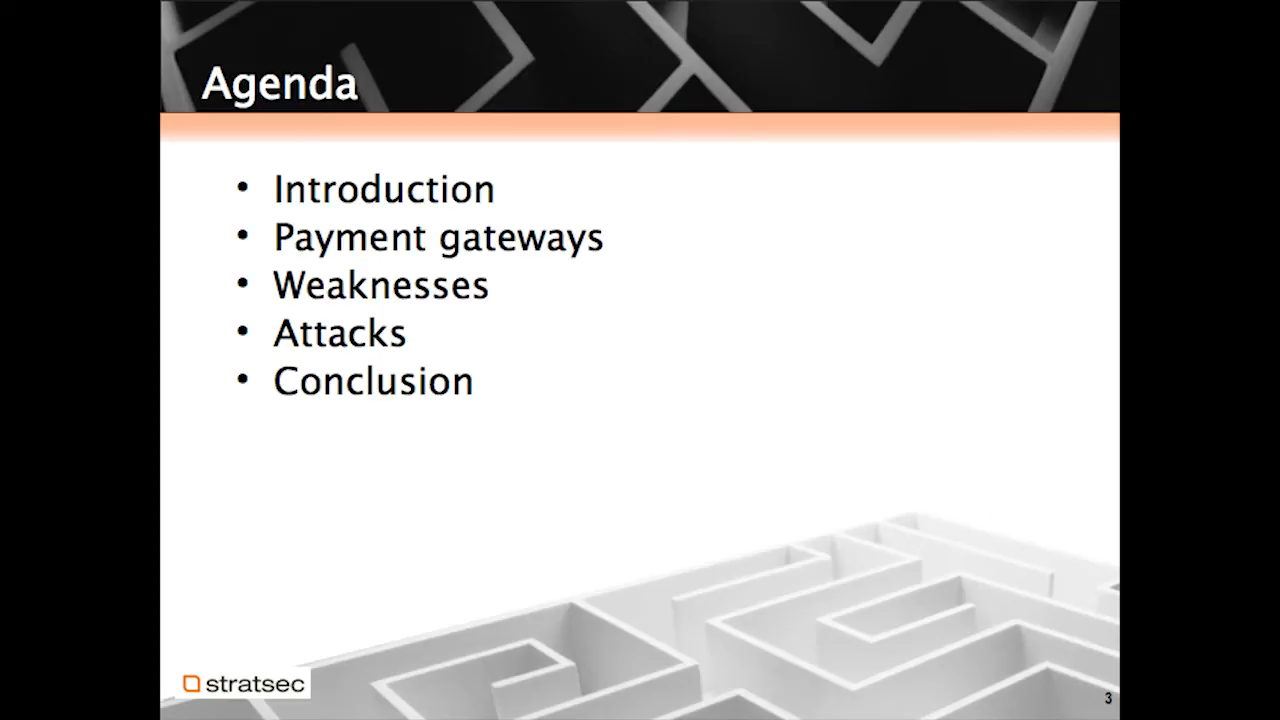 Agenda
• Introduction
• Payment gateways
• Weaknesses
• Attacks
• Conclusion
stratsec
3